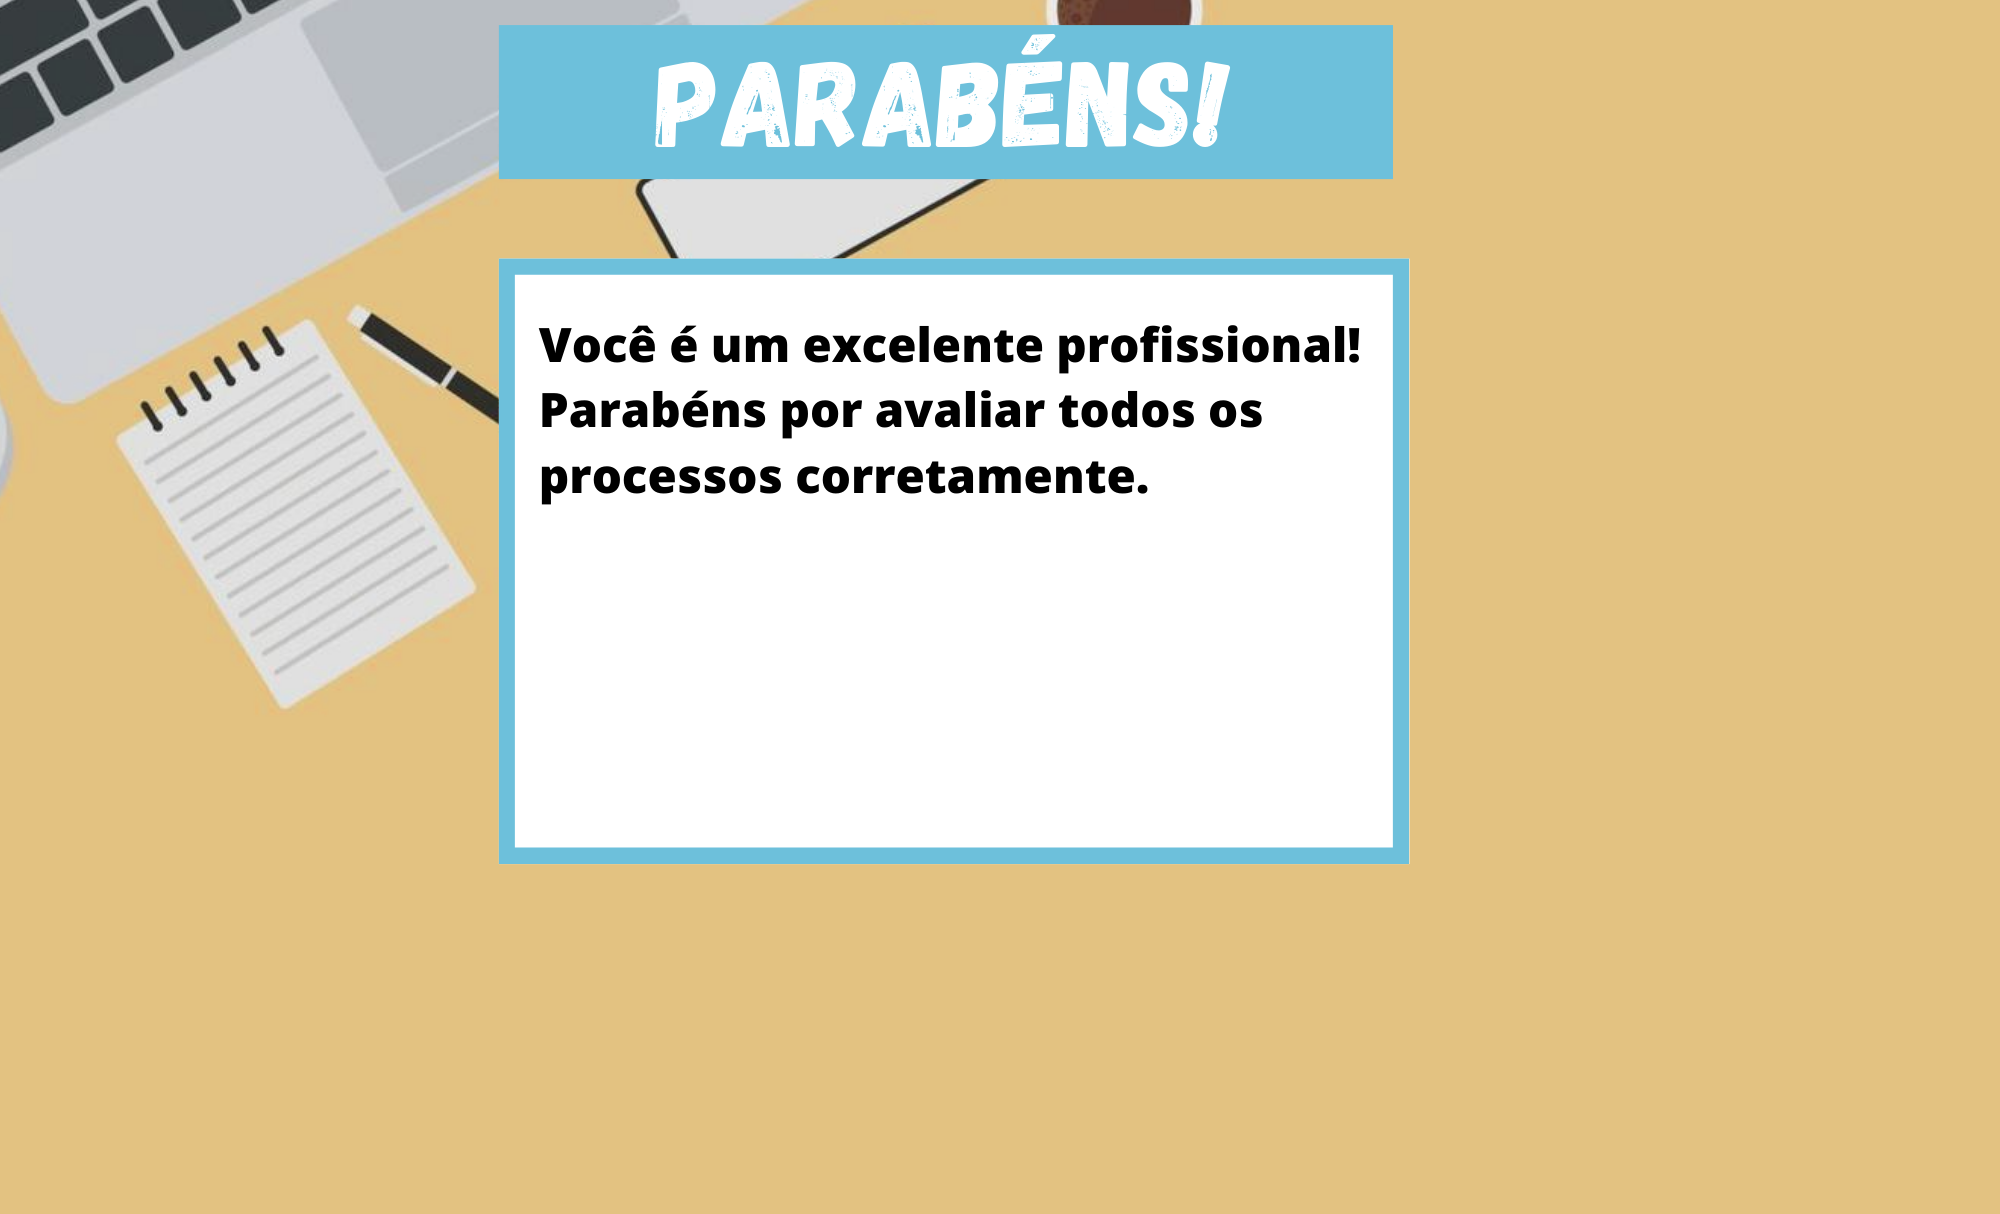 PARABÉNS!
Você é um excelente profissional!
Parabéns por avaliar todos os
processos corretamente.